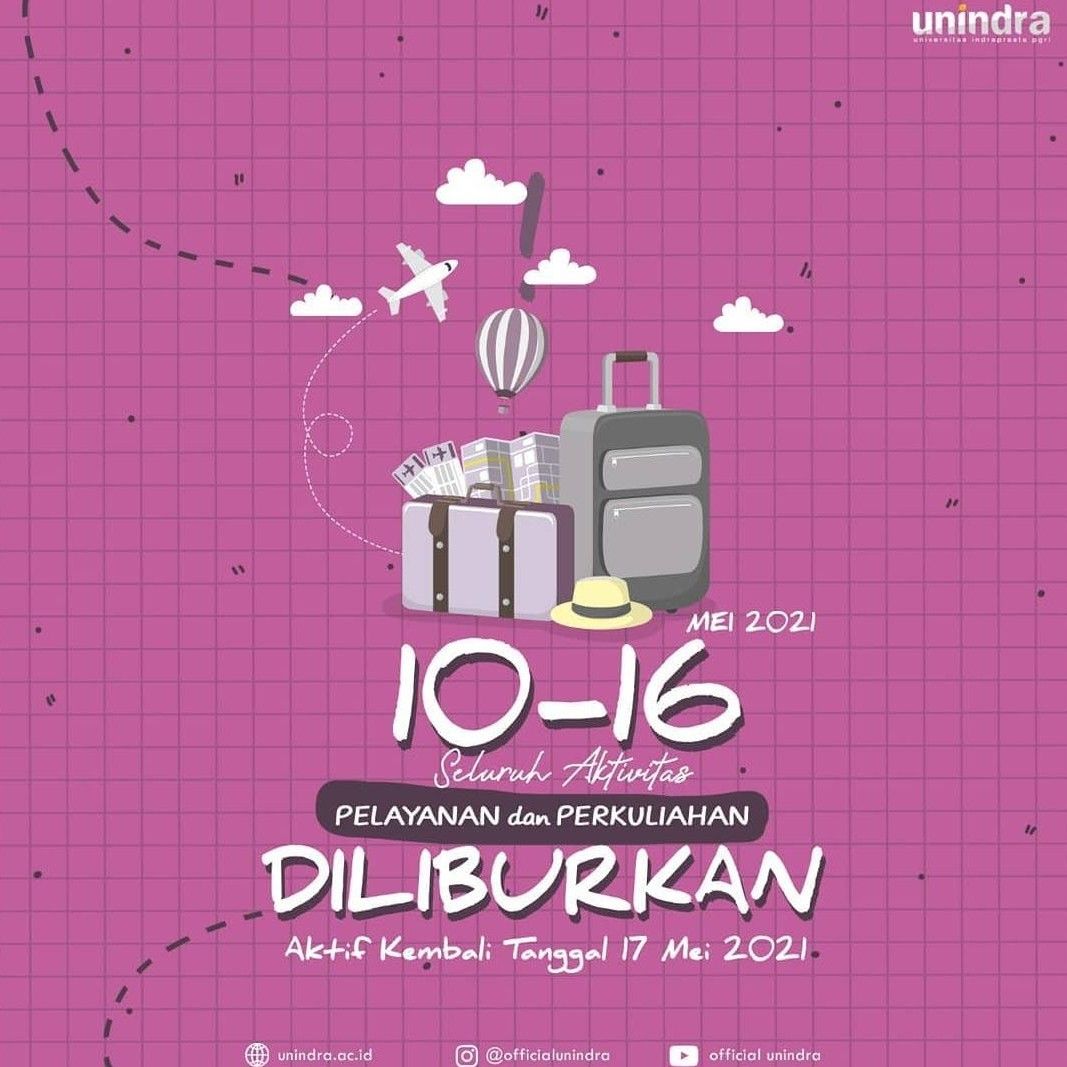 unindra
universitas indraprasta pgri
MEI 2021
10-16
Seluruh Aktivitas
PELAYANAN dan PERKULIAHAN
DILIBURKAN
Aktif Kembali Tanggal 17 Mei 2021
unindra.ac.id
@officialunindra
official unindra